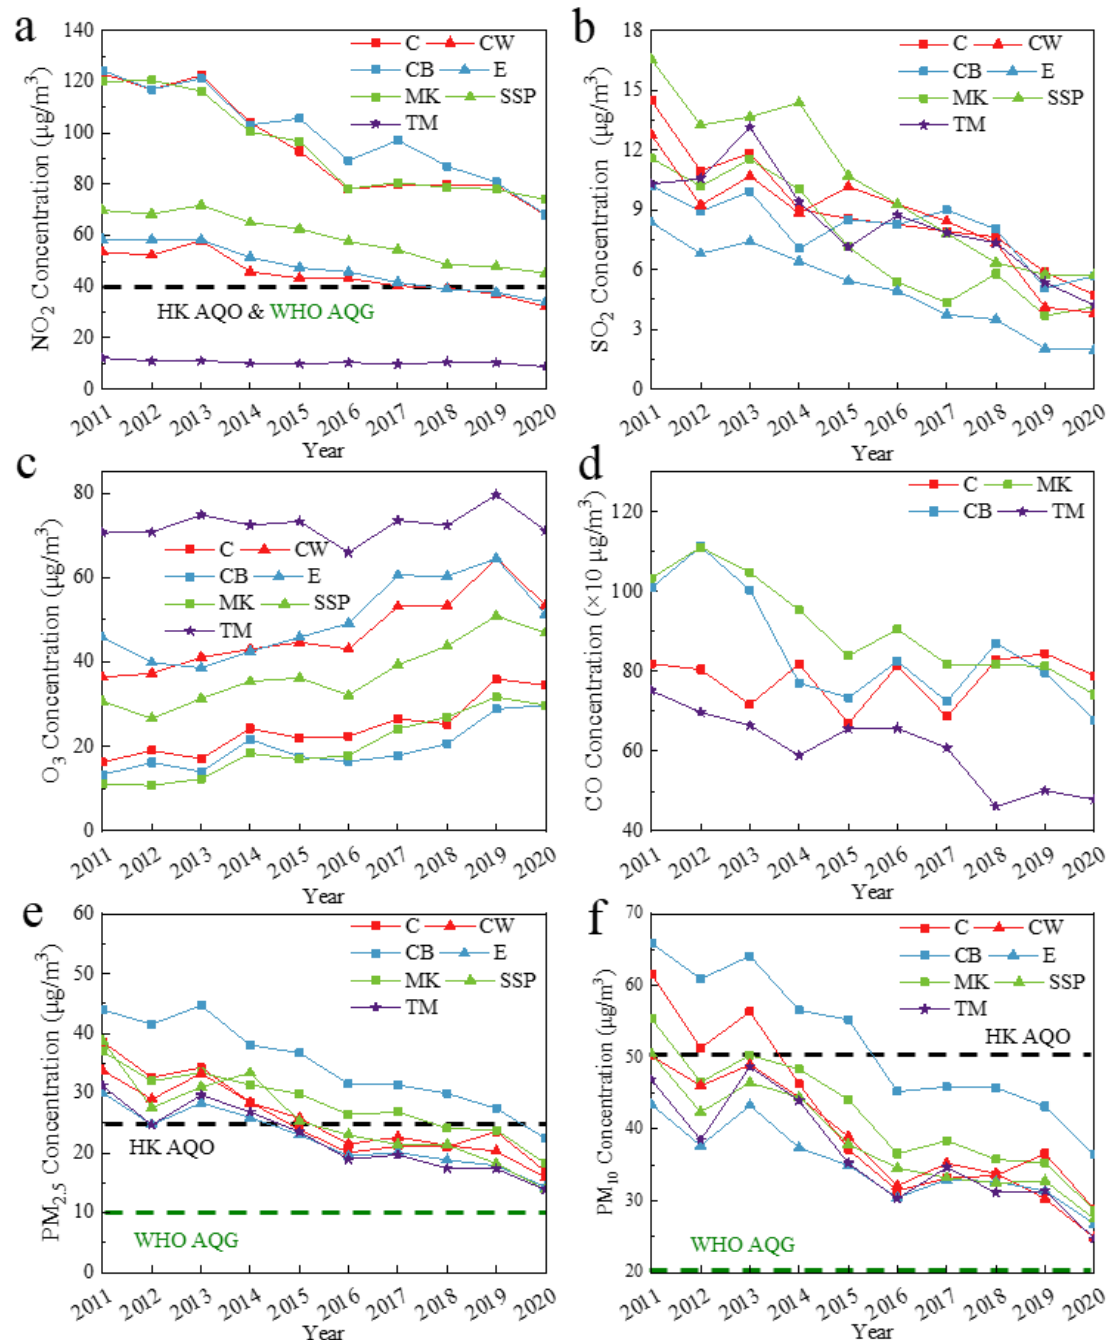 a
NO2 Concentration (μg/m3)
140
120
100
80
60
40
20
0
C CW
CB E
MK SSP
TM
HK AQO & WHO AQG
2011 2012 2013 2014 2015 2016 2017 2018 2019 2020
Year
b
SO2 Concentration (μg/m3)
18
15
12
9
6
3
0
C CW
CB E
MK SSP
TM
2011 2012 2013 2014 2015 2016 2017 2018 2019 2020
Year
c
O3 Concentration (μg/m3)
80
60
40
20
0
C CW
CB E
MK SSP
TM
2011 2012 2013 2014 2015 2016 2017 2018 2019 2020
Year
d
CO Concentration (×10 μg/m3)
120
100
80
60
40
C MK
CB TM
2011 2012 2013 2014 2015 2016 2017 2018 2019 2020
Year
e
PM2.5 Concentration (μg/m3)
60
50
40
30
20
10
0
C CW
CB E
MK SSP
TM
HK AQO
WHO AQG
2011 2012 2013 2014 2015 2016 2017 2018 2019 2020
Year
f
PM10 Concentration (μg/m3)
70
60
50
40
30
20
C CW
CB E
MK SSP
TM
HK AQO
WHO AQG
2011 2012 2013 2014 2015 2016 2017 2018 2019 2020
Year